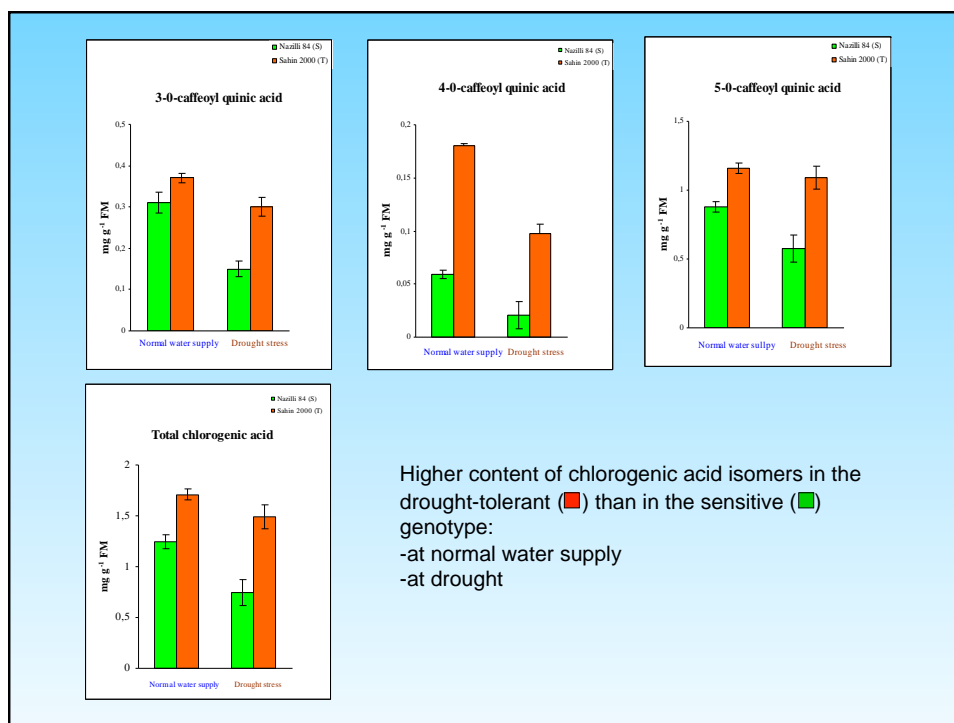 Nazilli 84 (S)
Sahin 2000 (T)
3-0-caffeoyl quinic acid
0,5
0,4
0,3
0,2
0,1
0
mg g -1 FM
Normal water supply Drought stress
Nazilli 84 (S)
Sahin 2000 (T)
4-0-caffeoyl quinic acid
0,2
0,15
0,1
0,05
0
mg g -1 FM
Normal water supply Drought stress
Nazilli 84 (S)
Sahin 2000 (T)
5-0-caffeoyl quinic acid
1,5
1
0,5
0
mg g -1 FM
Normal water sullpy Drought stress
Nazilli 84 (S)
Sahin 2000 (T)
Total chlorogenic acid
2
1,5
1
0,5
0
mg g -1 FM
Normal water supply Drought stress
Higher content of chlorogenic acid isomers in the
drought-tolerant ( ) than in the sensitive ( )
genotype:
-at normal water supply
-at drought